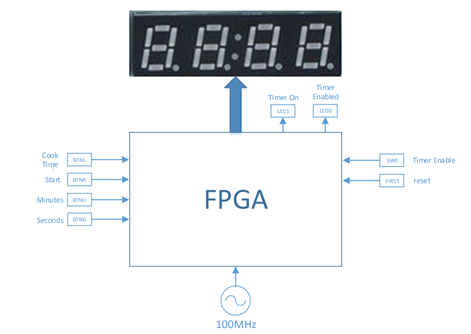 Timer On
Timer
Enabled
LED1
LED0
Cook
Time
BTNL
Start
BTNR
Minutes
BTNU
Seconds
BTND
FPGA
SW0
Timer Enable
SW15
reset
100MHz